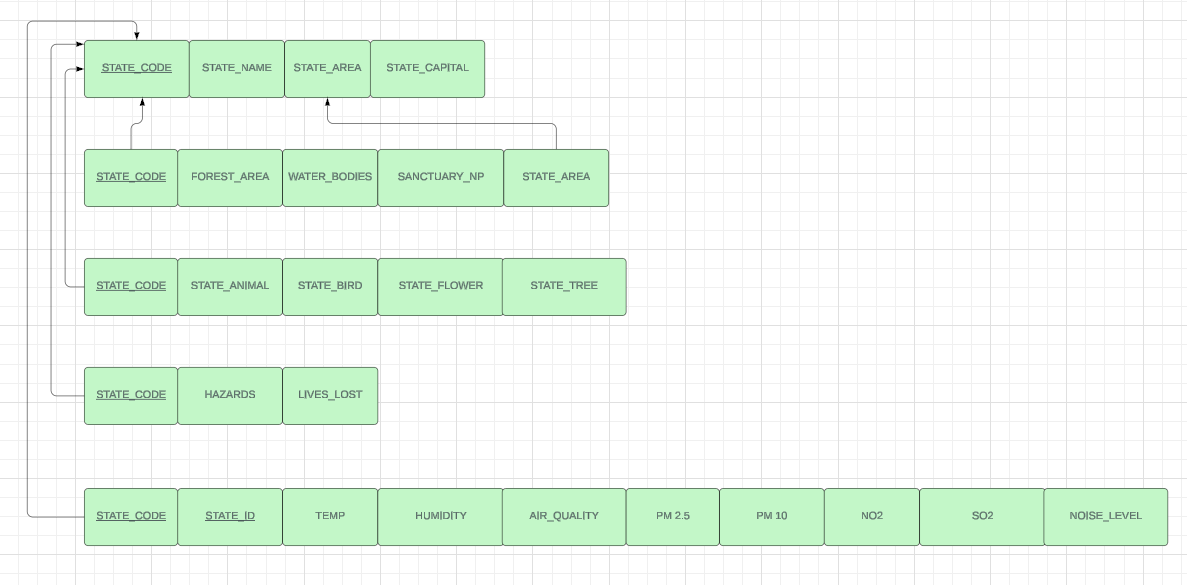 STATE_CODE STATE_NAME STATE_AREA STATE_CAPITAL
STATE_CODE FOREST_AREA WATER_BODIES SANCTUARY_NP STATE_AREA
STATE_CODE STATE_ANIMAL STATE_BIRD STATE_FLOWER STATE_TREE
STATE_CODE HAZARDS LIVES_LOST
STATE_CODE STATE_ID TEMP HUMIDITY AIR_QUALITY PM 2.5 PM 10 NO2 SO2 NOISE_LEVEL